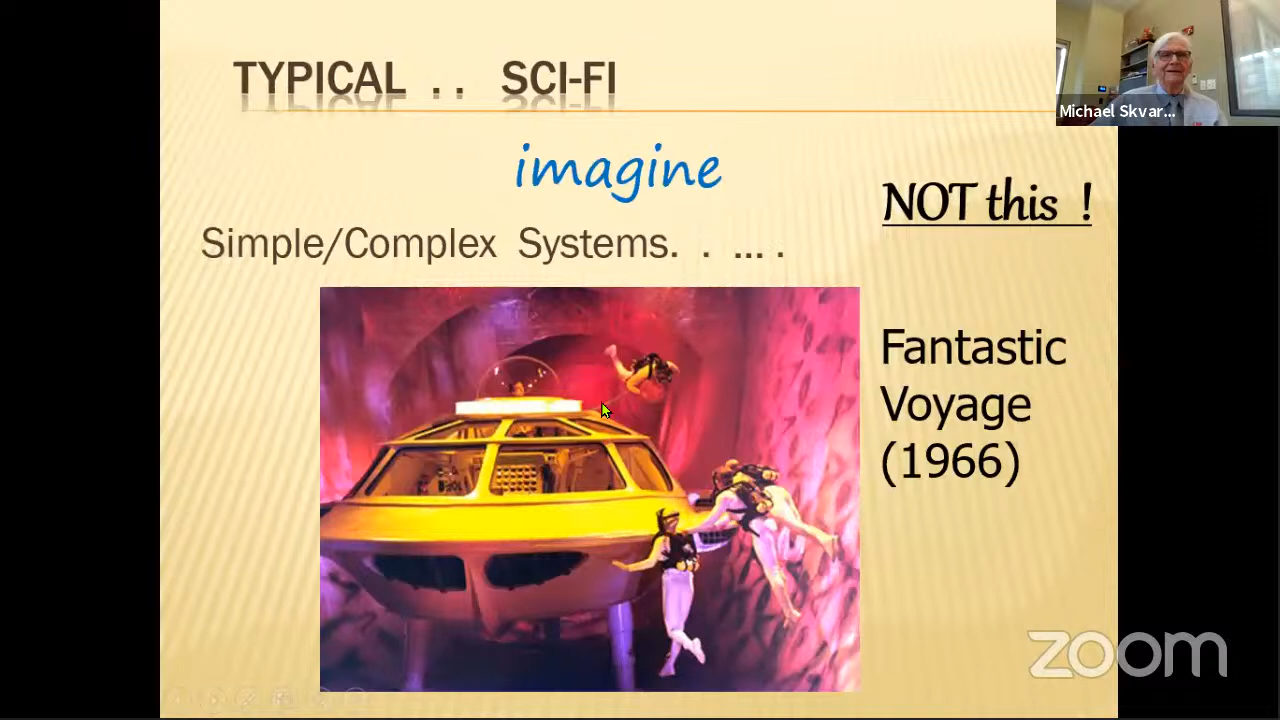 TYPICAL . . SCI-FI
Michael Skvar...
imagine
NOT this !
Simple/Complex Systems. . ... .
Fantastic
Voyage
(1966)
zoom